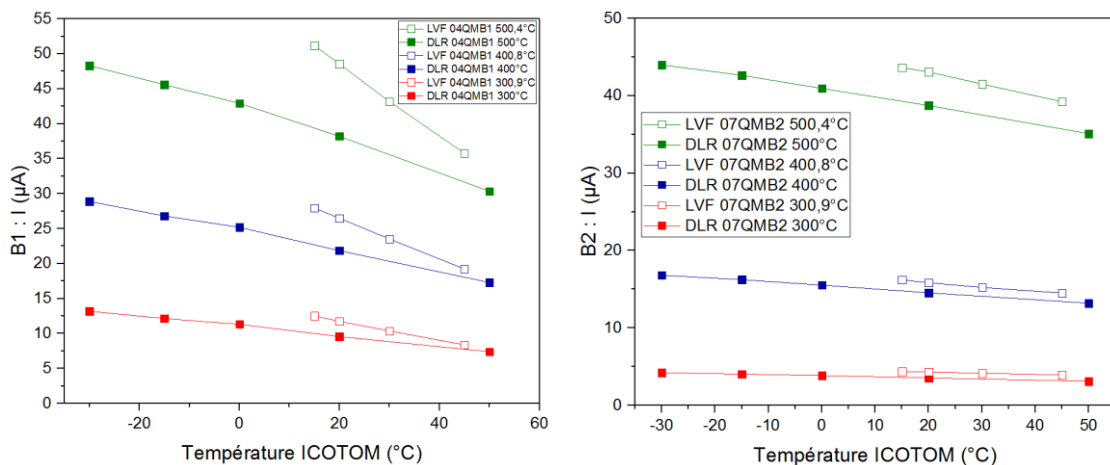 55
50
45
40
35
30
25
20
15
10
5
0
B1 : I (µA)
LVF 04QMB1 500,4°C
DLR 04QMB1 500°C
LVF 04QMB1 400,8°C
DLR 04QMB1 400°C
LVF 04QMB1 300,9°C
DLR 04QMB1 300°C
-20 0 20 40 60
Température ICOTOM (°C)
50
40
30
20
10
0
B2 : I (µA)
LVF 07QMB2 500,4°C
DLR 07QMB2 500°C
LVF 07QMB2 400,8°C
DLR 07QMB2 400°C
LVF 07QMB2 300,9°C
DLR 07QMB2 300°C
-30 -20 -10 0 10 20 30 40 50
Température ICOTOM (°C)